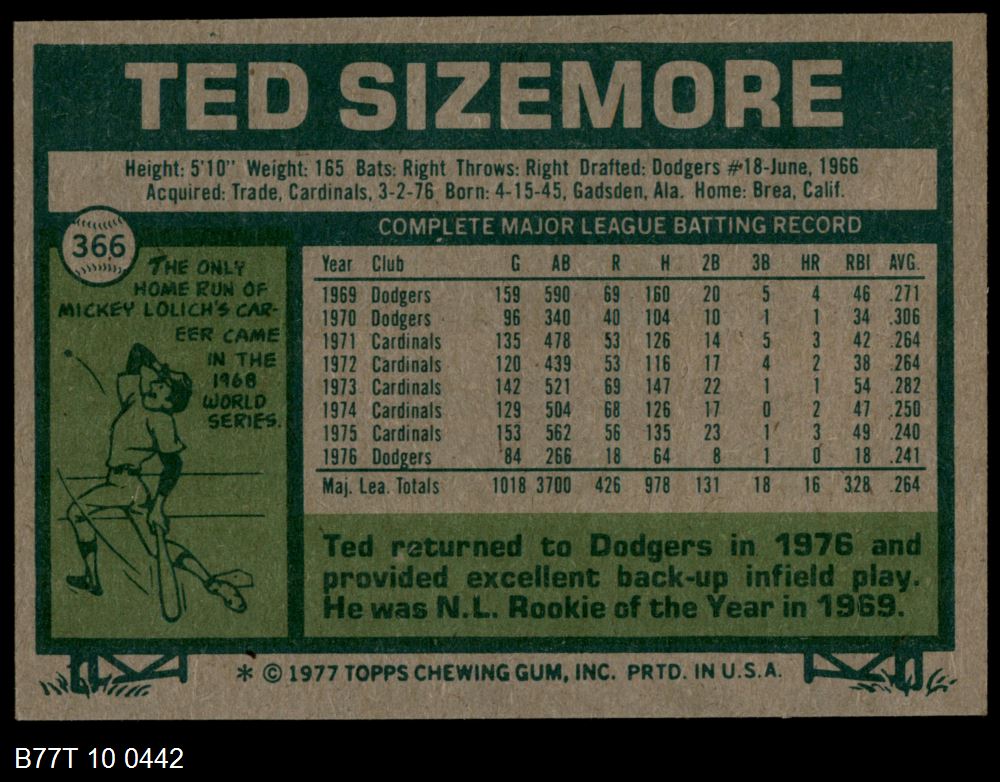 TED SIZEMORE
Height: 5'10" Weight: 165 Bats: Right Throws: Right Drafted: Dodgers #18-June, 1966
Acquired: Trade, Cardinals, 3-2-76 Born: 4-15-45, Gadsden, Ala. Home: Brea, Calif.
366
THE ONLY
HOME RUN OF
MICKEY LOLICH'S CAR-
EER CAME
IN THE
1968
WORLD
SERIES.
COMPLETE MAJOR LEAGUE BATTING RECORD
Year Club G AB R H 2B 3B HR RBI AVG.
1969 Dodgers 159 590 69 160 20 5 4 46 .271
1970 Dodgers 96 340 40 104 10 1 1 34 .306
1971 Cardinals 135 478 53 126 14 5 3 42 .264
1972 Cardinals 120 439 53 116 17 4 2 38 .264
1973 Cardinals 142 521 69 147 22 1 1 54 .282
1974 Cardinals 129 504 68 126 17 0 2 47 .250
1975 Cardinals 153 562 56 135 23 1 3 49 .240
1976 Dodgers 84 266 18 64 8 1 0 18 .241
Maj. Lea. Totals 1018 3700 426 978 131 18 16 328 .264
Ted returned to Dodgers in 1976 and
provided excellent back-up infield play.
He was N.L. Rookie of the Year in 1969.
* © 1977 TOPPS CHEWING GUM, INC. PRTD. IN U.S.A.
B77T 10 0442